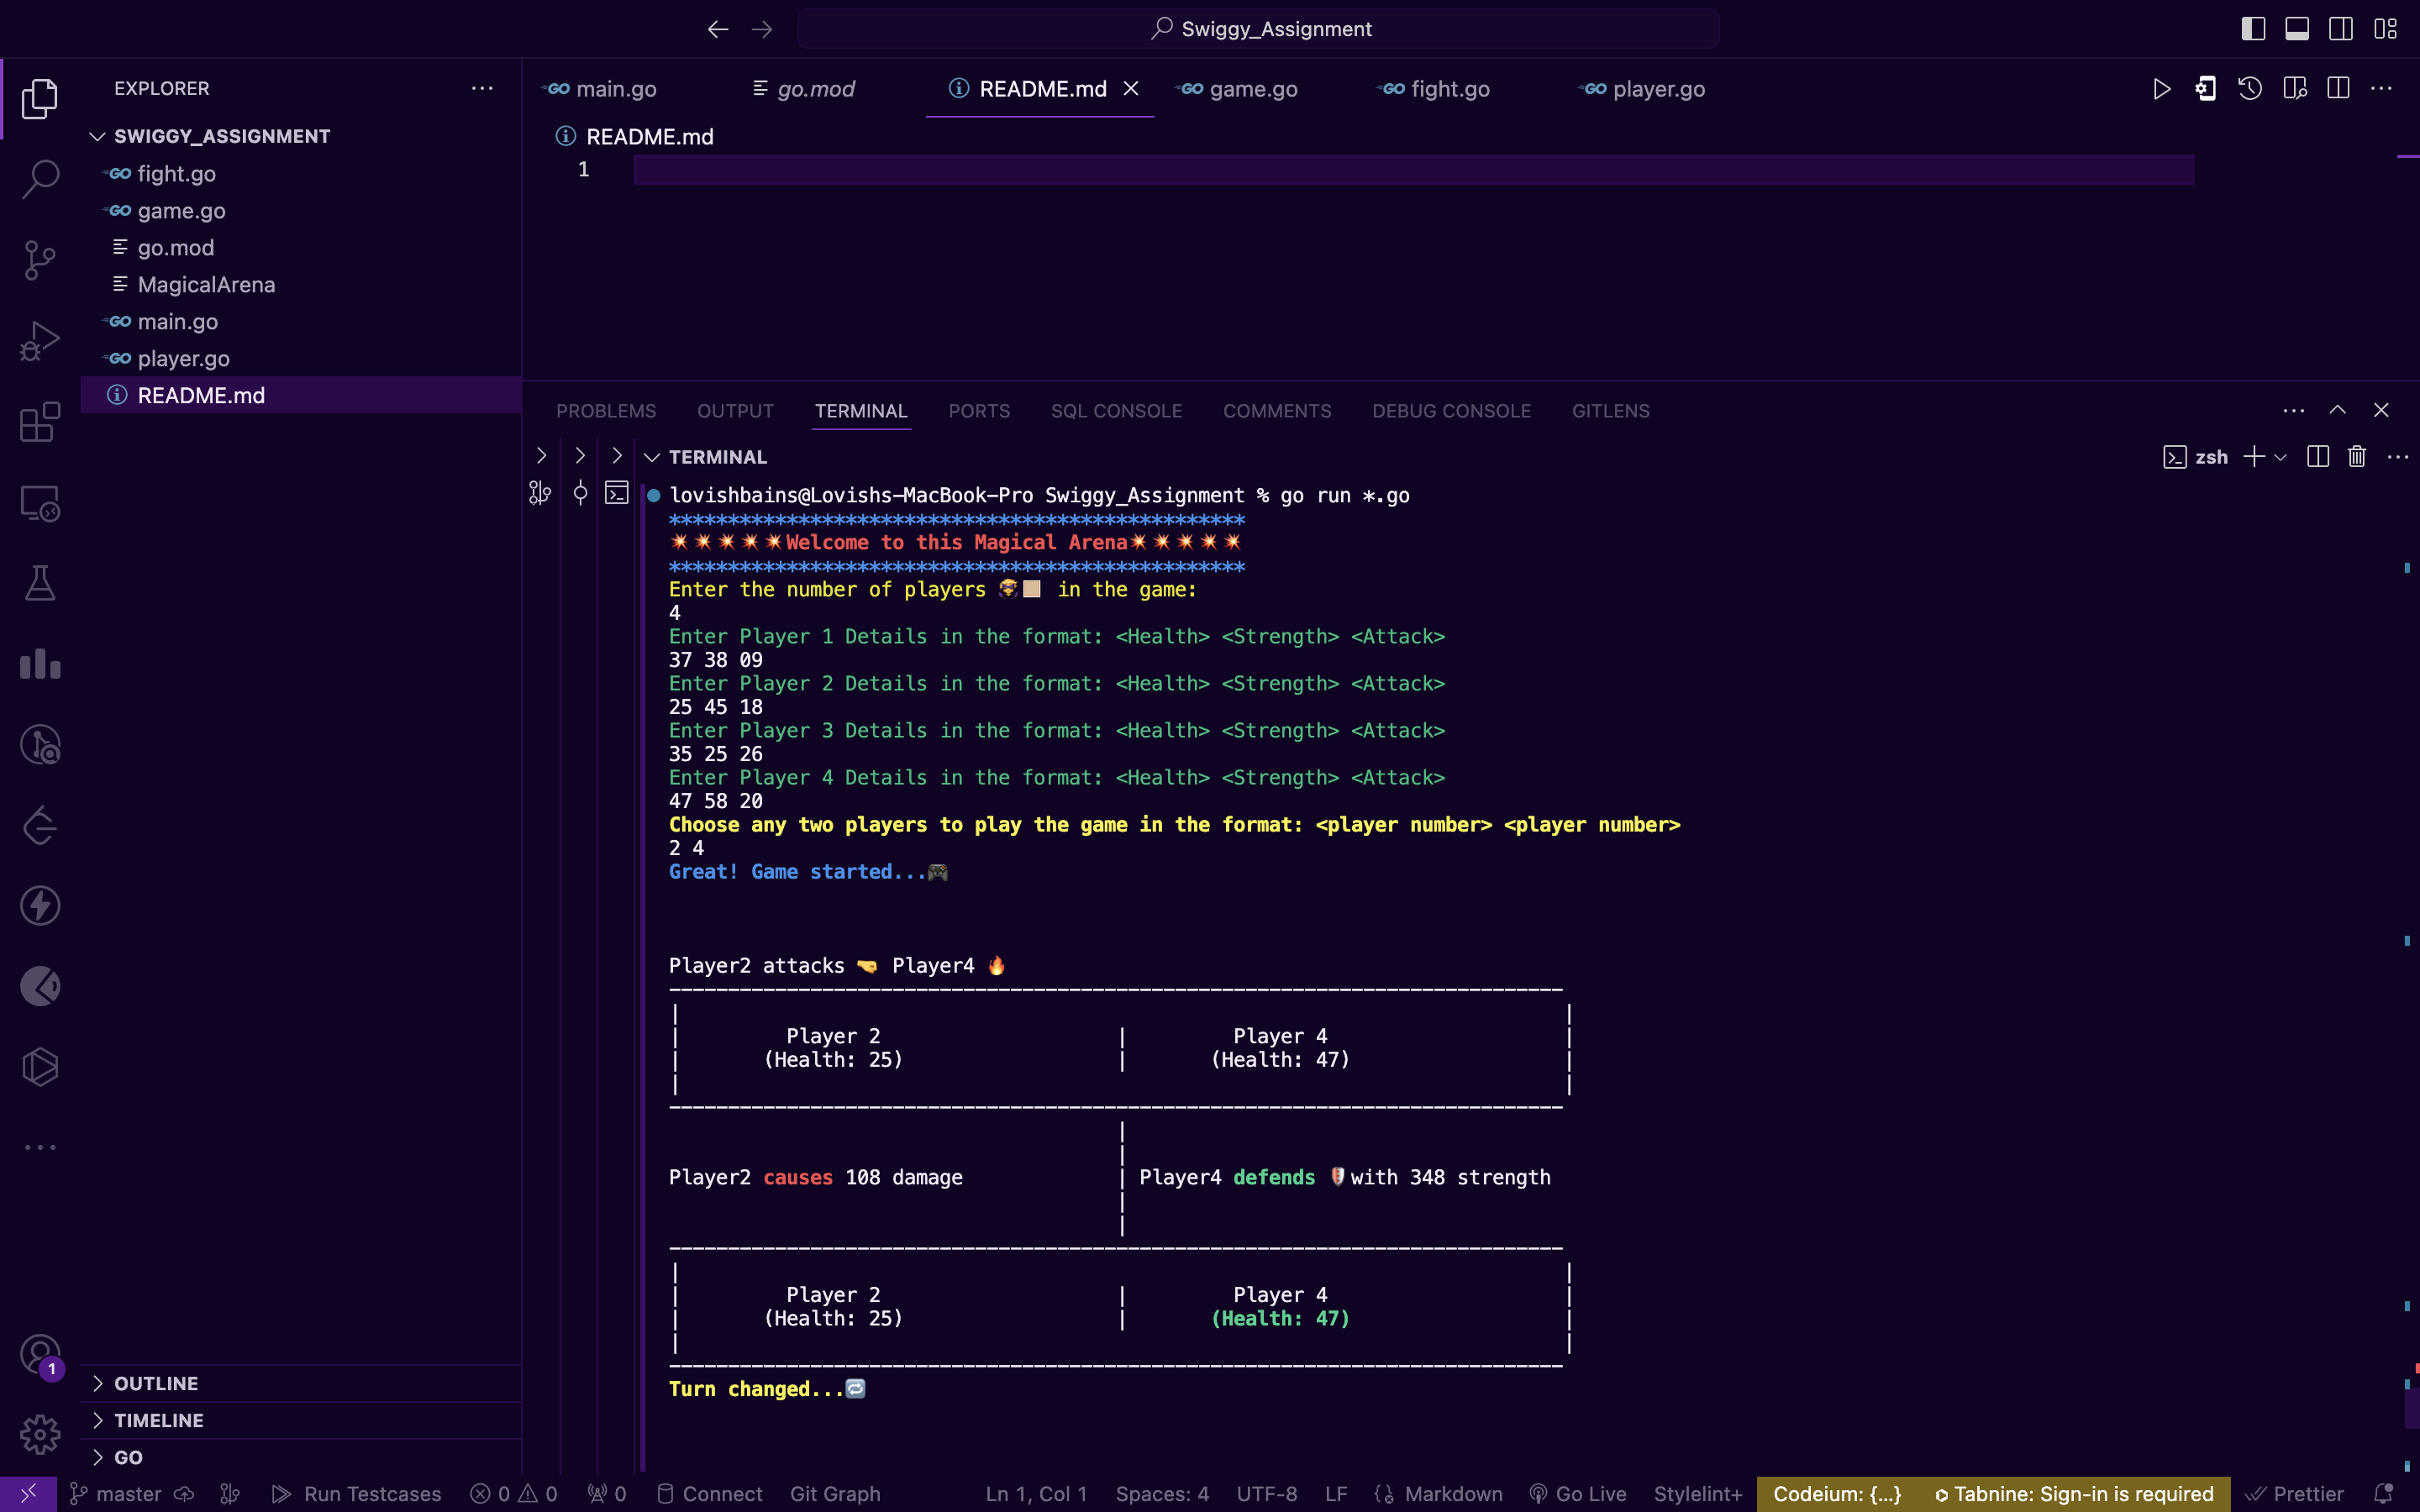 Swiggy_Assignment
EXPLORER
SWIGGY_ASSIGNMENT
GO fight.go
GO game.go
go.mod
MagicalArena
GO main.go
GO player.go
README.md
OUTLINE
TIMELINE
GO
1
GO main.go go.mod README.md GO game.go GO fight.go GO player.go
README.md
1
PROBLEMS OUTPUT TERMINAL PORTS SQL CONSOLE COMMENTS DEBUG CONSOLE GITLENS
TERMINAL
zsh
lovishbains@Lovishs-MacBook-Pro Swiggy_Assignment % go run *.go
*************************************************
💥💥💥💥💥Welcome to this Magical Arena💥💥💥💥💥
*************************************************
Enter the number of players in the game:
4
Enter Player 1 Details in the format: <Health> <Strength> <Attack>
37 38 09
Enter Player 2 Details in the format: <Health> <Strength> <Attack>
25 45 18
Enter Player 3 Details in the format: <Health> <Strength> <Attack>
35 25 26
Enter Player 4 Details in the format: <Health> <Strength> <Attack>
47 58 20
Choose any two players to play the game in the format: <player number> <player number>
2 4
Great! Game started...🎮
Player2 attacks 🤜 Player4 🔥
Player 2 | Player 4
(Health: 25) | (Health: 47)
Player2 causes 108 damage | Player4 defends 🛡with 348 strength
Player 2 | Player 4
(Health: 25) | (Health: 47)
Turn changed...🔁
master Run Testcases 0 0 0 Connect Git Graph Ln 1, Col 1 Spaces: 4 UTF-8 LF Markdown Go Live Stylelint+ Codeium: {...} Tabnine: Sign-in is required Prettier